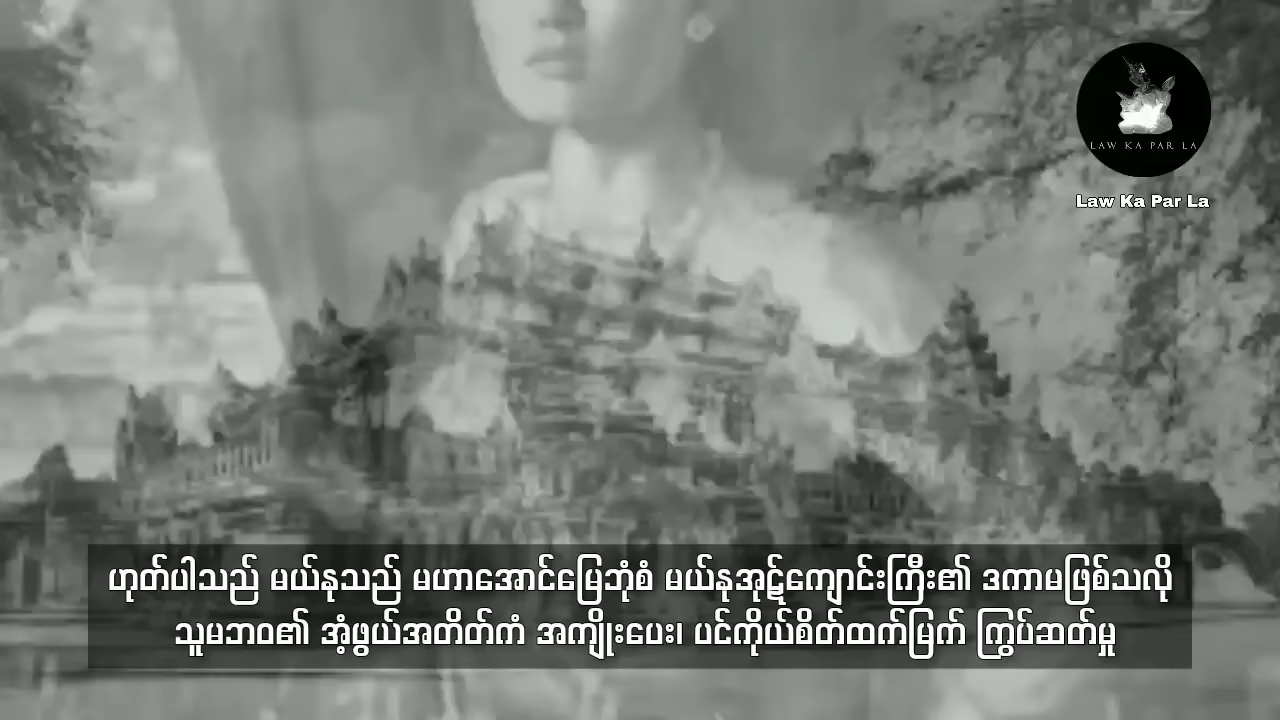 LAW KA PAR LA
Law Ka Par La
ဟုတ်ပါသည် မယ်နုသည် မဟာအောင်မြေဘုံစံ မယ်နုအုဋ်ကျောင်းကြီး၏ ဒကာမဖြစ်သလို
သူမဘဝ၏ အံ့ဖွယ်အတိတ်ကံ အကျိုးပေး၊ ပင်ကိုယ်စိတ်ထက်မြက် ကြွပ်ဆတ်မှု